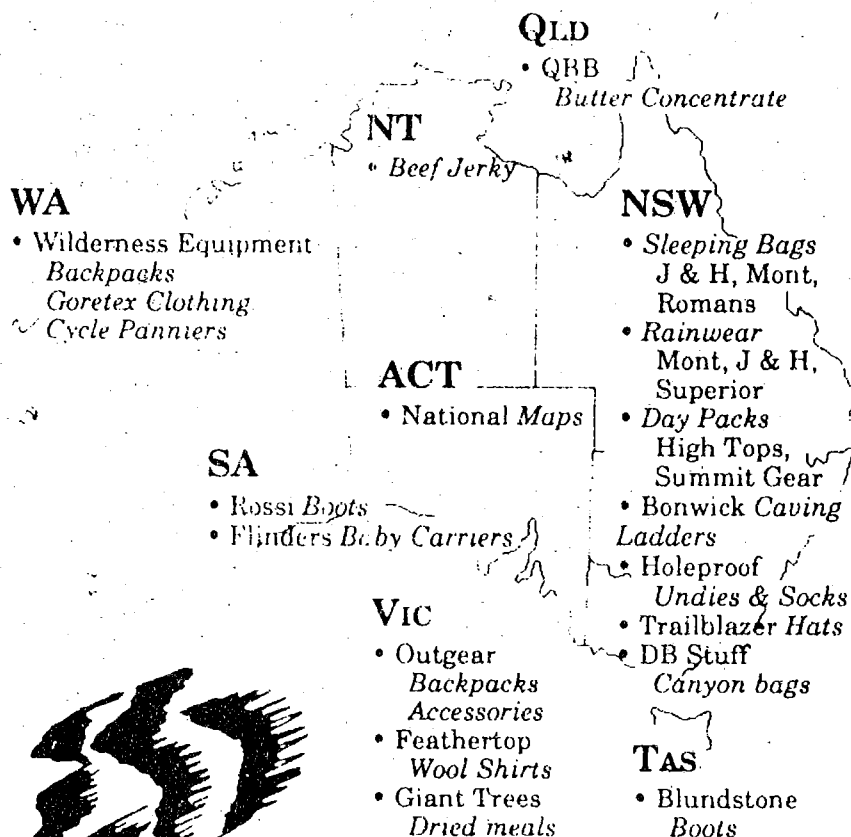 QLD
• QBB
Butter Concentrate
NT
• Beef Jerky
WA
• Wilderness Equipment
Backpacks
Goretex Clothing
Cycle Panniers
NSW
• Sleeping Bags
J & H, Mont,
Romans
• Rainwear
Mont, J & H,
Superior
• Day Packs
High Tops,
Summit Gear
• Bonwick Caving
Ladders
• Holeproof
Undies & Socks
• Trailblazer Hats
• DB Stuff
Canyon bags
ACT
• National Maps
SA
• Rossi Boots
• Flinders Baby Carriers
VIC
• Outgear
Backpacks
Accessories
• Feathertop
Wool Shirts
• Giant Trees
Dried meals
TAS
• Blundstone
Boots